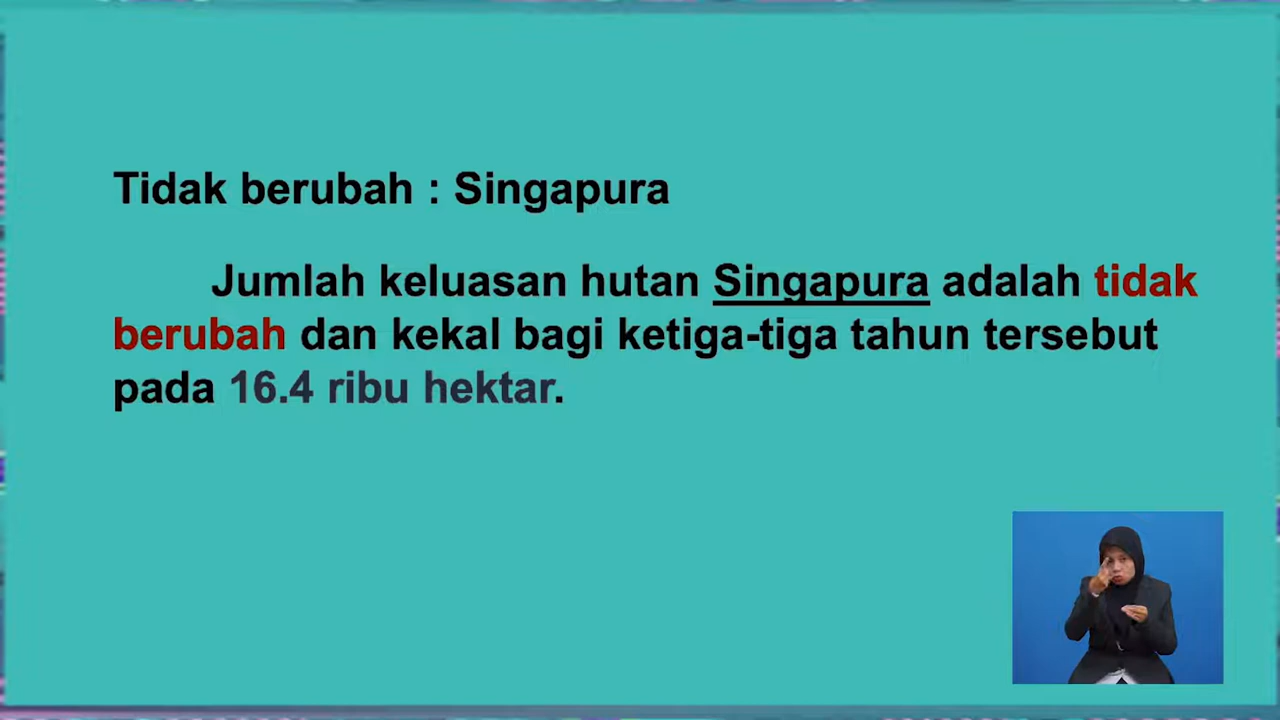 Tidak berubah : Singapura
Jumlah keluasan hutan Singapura adalah tidak
berubah dan kekal bagi ketiga-tiga tahun tersebut
pada 16.4 ribu hektar.